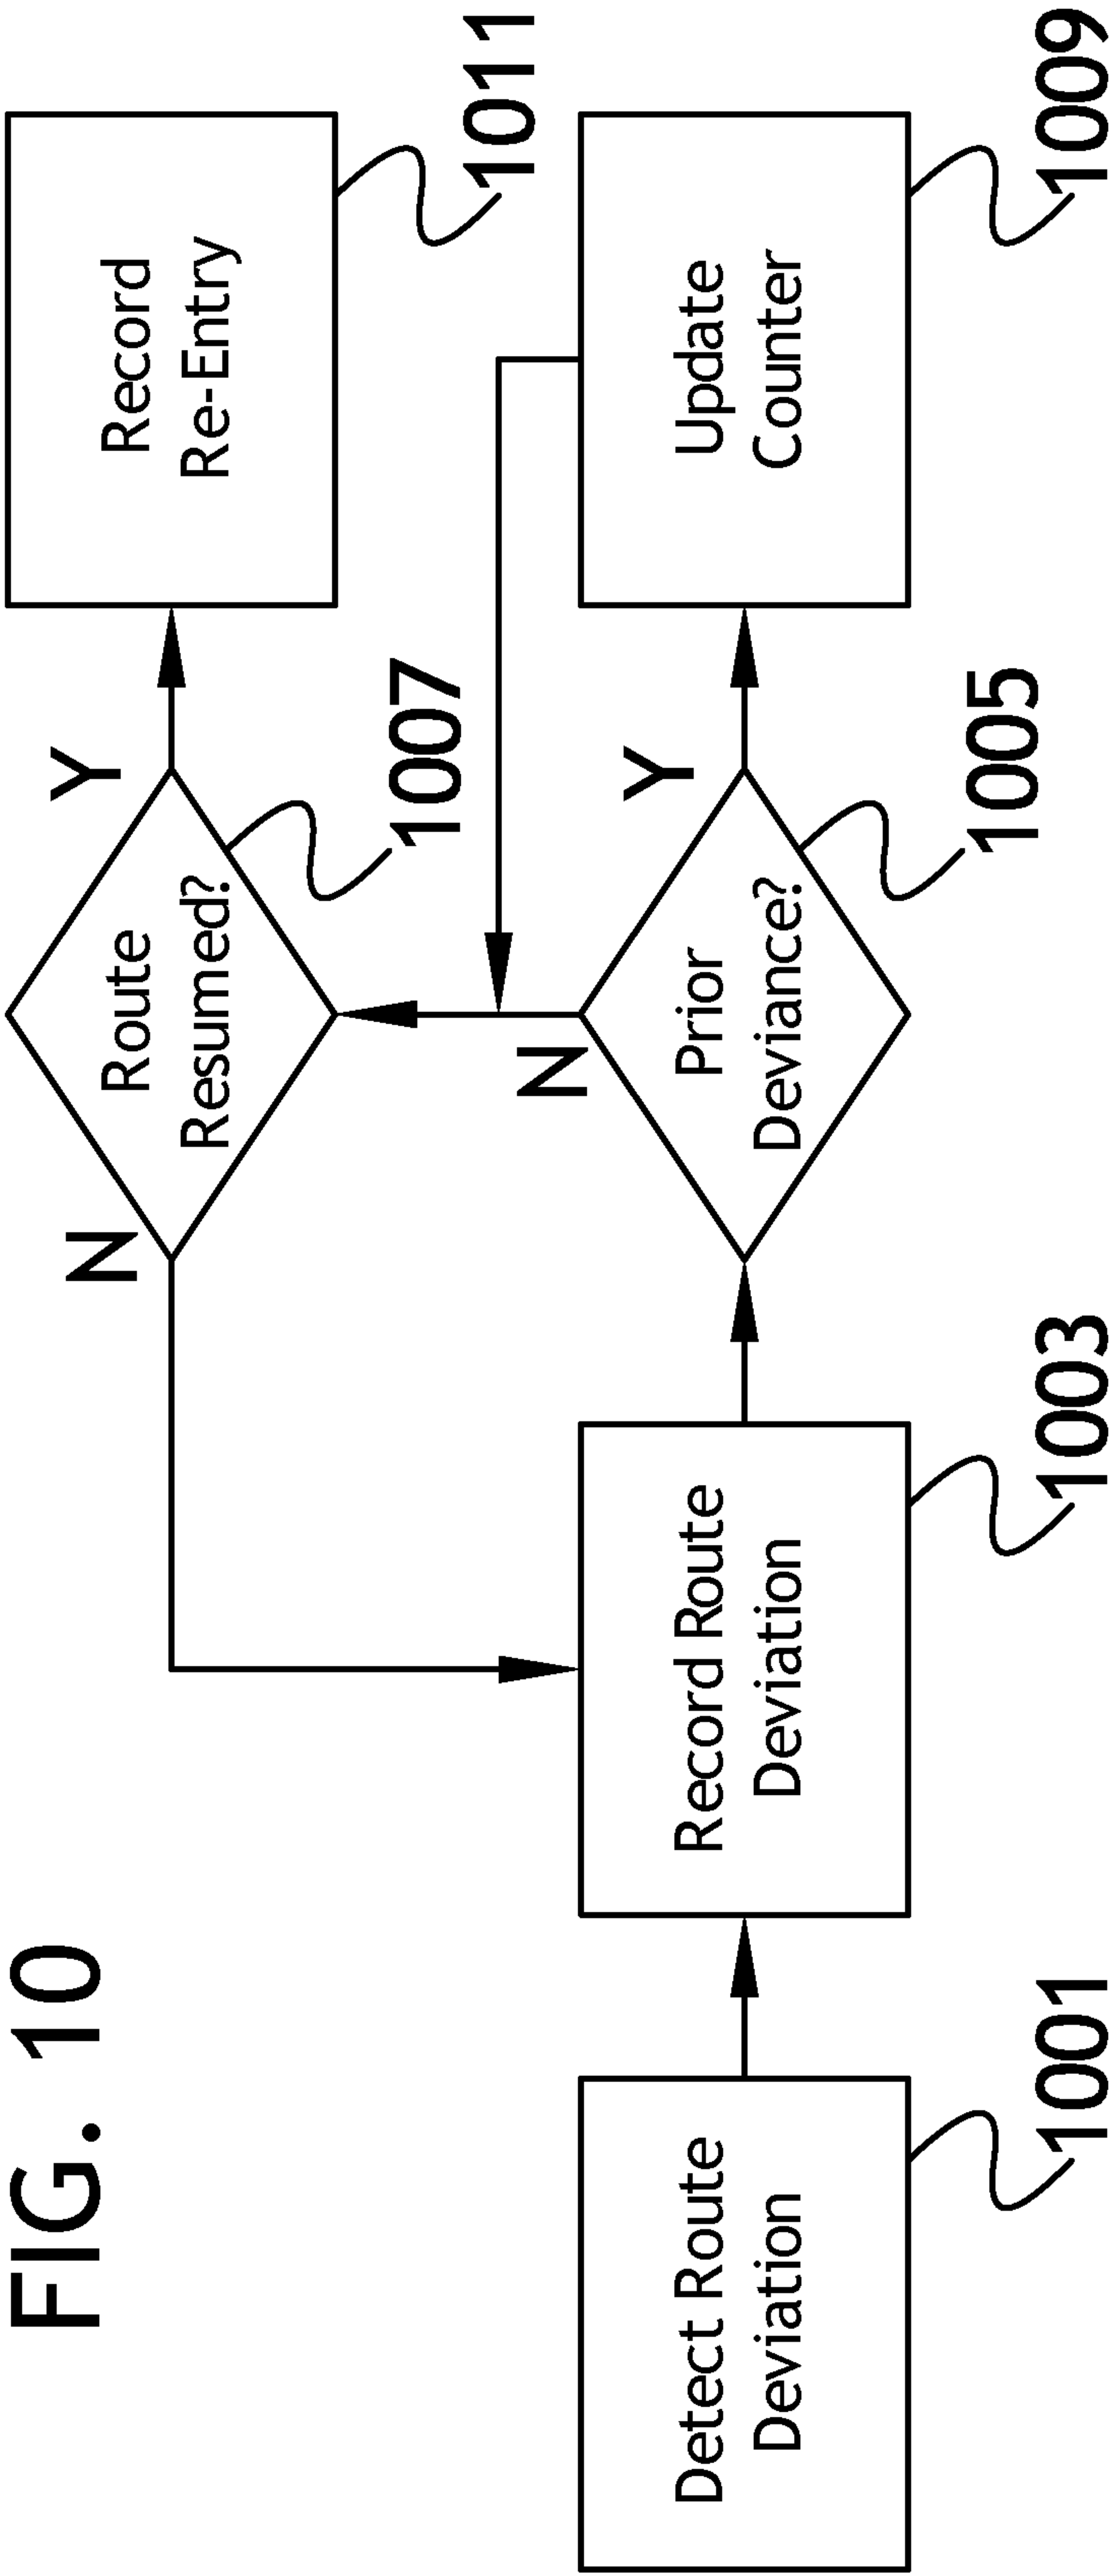 FIG. 10
Route
Resumed?
N
Y
1007
Record
Re-Entry
1011
Detect Route
Deviation
1001
Record Route
Deviation
1003
Prior
Deviance?
N
Y
1005
Update
Counter
1009